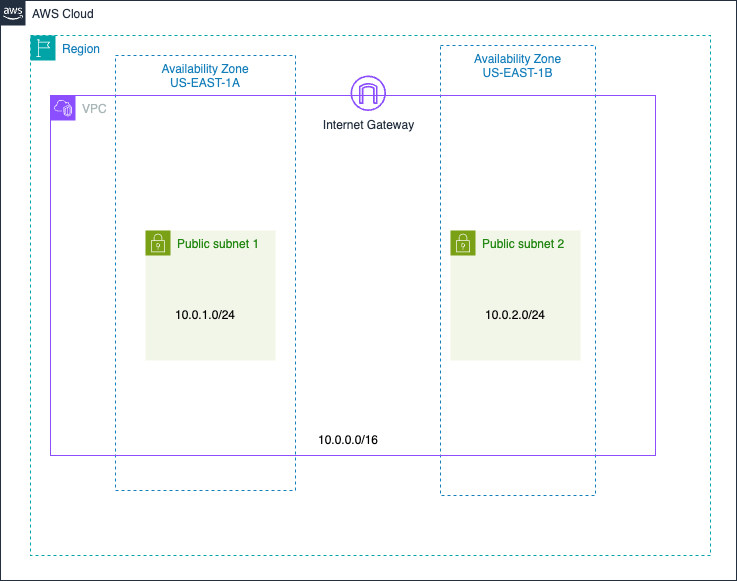 aws
AWS Cloud
Region
Availability Zone
US-EAST-1A
Availability Zone
US-EAST-1B
VPC
Internet Gateway
Public subnet 1
Public subnet 2
10.0.1.0/24
10.0.2.0/24
10.0.0.0/16